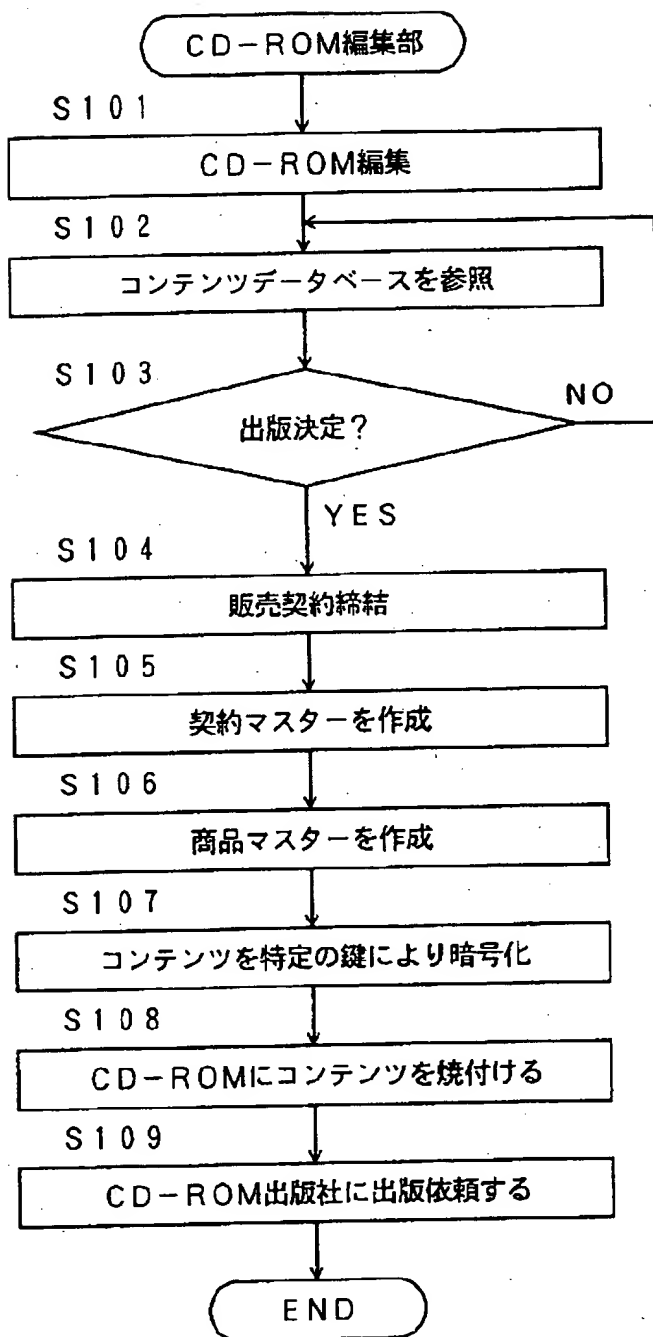 CD-ROM編集部
S101
CD-ROM編集
S102
コンテンツデータベースを参照
S103
出版決定?
NO
YES
S104
販売契約締結
S105
契約マスターを作成
S106
商品マスターを作成
S107
コンテンツを特定の鍵により暗号化
S108
CD-ROMにコンテンツを焼付ける
S109
CD-ROM出版社に出版依頼する
END